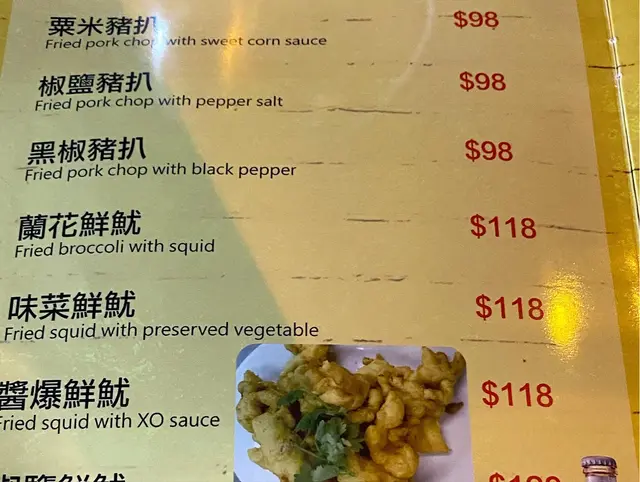 粟米豬扒 $98
Fried pork chop with sweet corn sauce
椒鹽豬扒 $98
Fried pork chop with pepper salt
黑椒豬扒 $98
Fried pork chop with black pepper
蘭花鮮魷 $118
Fried broccoli with squid
味菜鮮魷 $118
Fried squid with preserved vegetable
醬爆鮮魷 $118
Fried squid with XO sauce